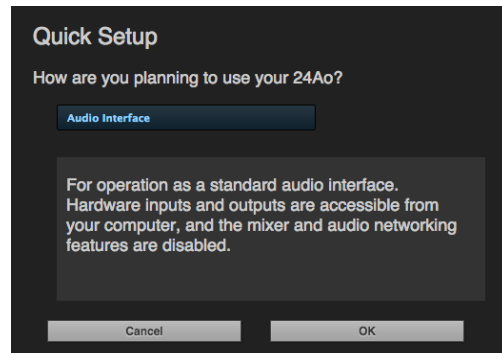 Quick Setup
How are you planning to use your 24Ao?
Audio Interface
For operation as a standard audio interface.
Hardware inputs and outputs are accessible from
your computer, and the mixer and audio networking
features are disabled.
Cancel
OK